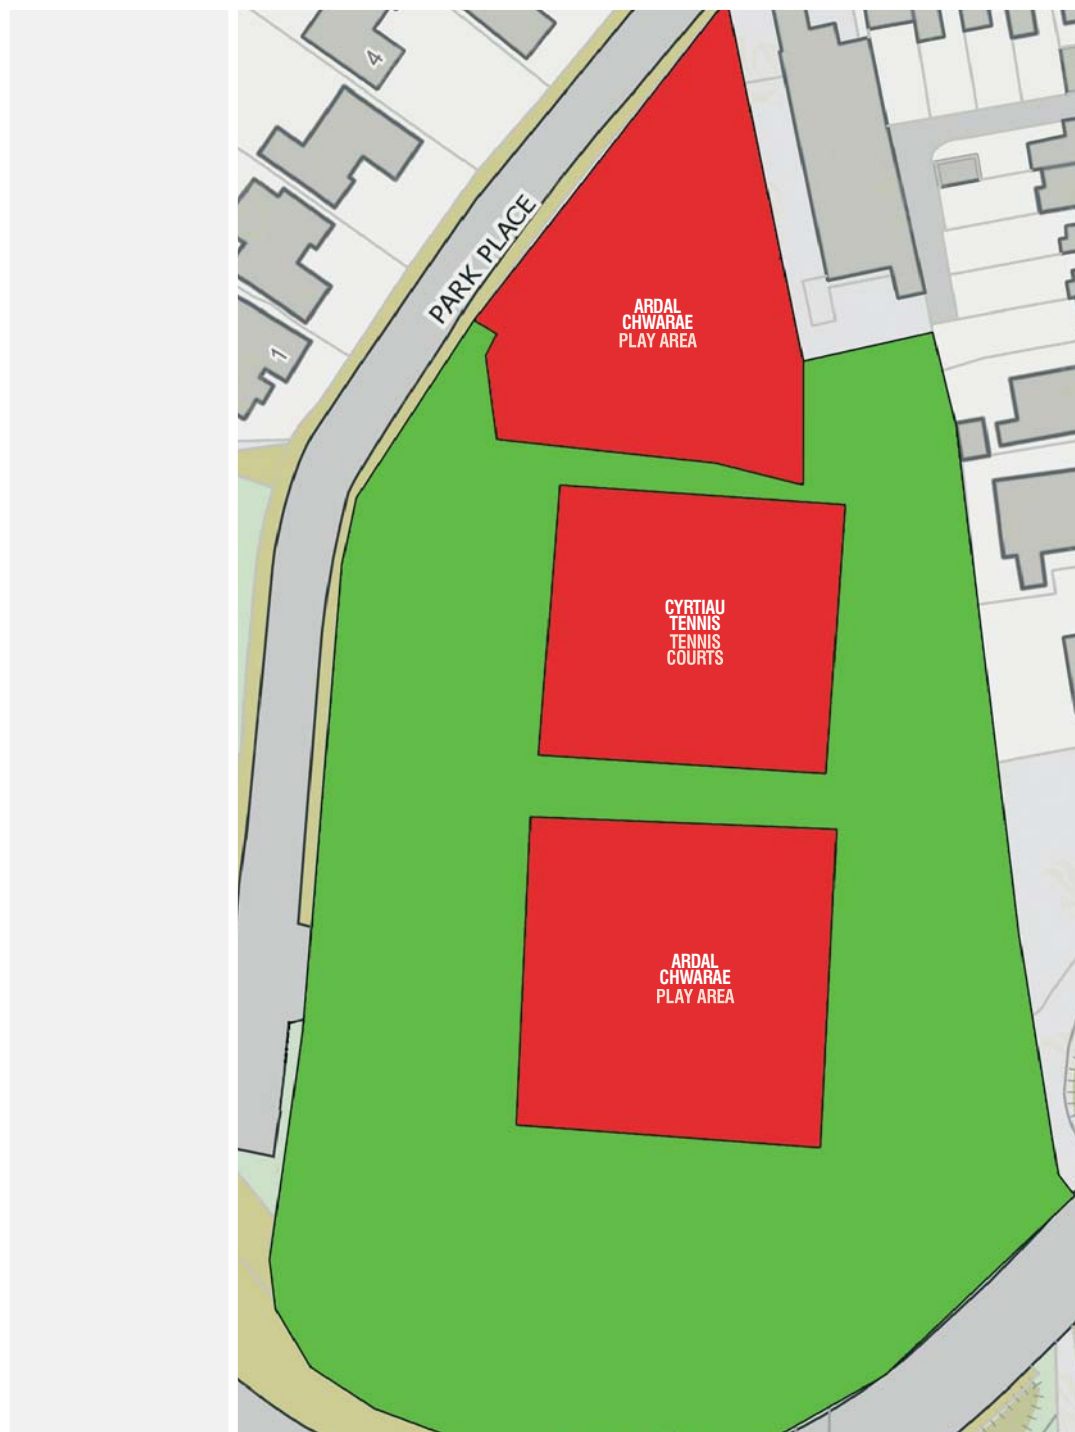 4
PARK PLACE
1
ARDAL
CHWARAE
PLAY AREA
CYRTIAU
TENNIS
TENNIS
COURTS
ARDAL
CHWARAE
PLAY AREA